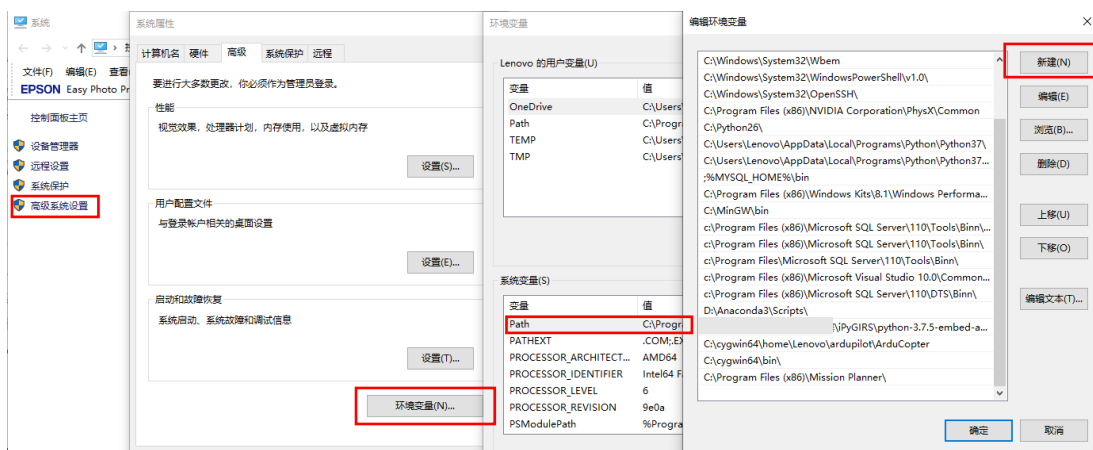 系统
文件(F) 编辑(E) 查看
EPSON Easy Photo Pr
控制面板主页
设备管理器
远程设置
系统保护
高级系统设置
系统属性
计算机名 硬件 高级 系统保护 远程
要进行大多数更改，你必须作为管理员登录。
性能
视觉效果，处理器计划，内存使用，以及虚拟内存
设置(S)...
用户配置文件
与登录帐户相关的桌面设置
设置(E)...
启动和故障恢复
系统启动、系统故障和调试信息
设置(T)...
环境变量(N)...
环境变量
Lenovo 的用户变量(U)
变量 值
OneDrive C:\Users\
Path C:\Progra
TEMP C:\Users\
TMP C:\Users\
系统变量(S)
变量 值
Path C:\Progra
PATHEXT .COM;.EX
PROCESSOR_ARCHITECT... AMD64
PROCESSOR_IDENTIFIER Intel64 Fa
PROCESSOR_LEVEL 6
PROCESSOR_REVISION 9e0a
PSModulePath %Progra
编辑环境变量
C:\Windows\System32\Wbem
C:\Windows\System32\WindowsPowerShell\v1.0\
C:\Windows\System32\OpenSSH\
C:\Program Files (x86)\NVIDIA Corporation\PhysX\Common
C:\Python26\
C:\Users\Lenovo\AppData\Local\Programs\Python\Python37\
C:\Users\Lenovo\AppData\Local\Programs\Python\Python37...
;%MYSQL_HOME%\bin
C:\Program Files (x86)\Windows Kits\8.1\Windows Performa...
C:\MinGW\bin
c:\Program Files (x86)\Microsoft SQL Server\110\Tools\Binn\...
c:\Program Files (x86)\Microsoft SQL Server\110\Tools\Binn\
c:\Program Files\Microsoft SQL Server\110\Tools\Binn\
c:\Program Files (x86)\Microsoft Visual Studio 10.0\Common...
c:\Program Files (x86)\Microsoft SQL Server\110\DTS\Binn\
D:\Anaconda3\Scripts\
\iPyGIRS\python-3.7.5-embed-a...
C:\cygwin64\home\Lenovo\ardupilot\ArduCopter
C:\cygwin64\bin\
C:\Program Files (x86)\Mission Planner\
新建(N)
编辑(E)
浏览(B)...
删除(D)
上移(U)
下移(O)
编辑文本(T)...
确定 取消